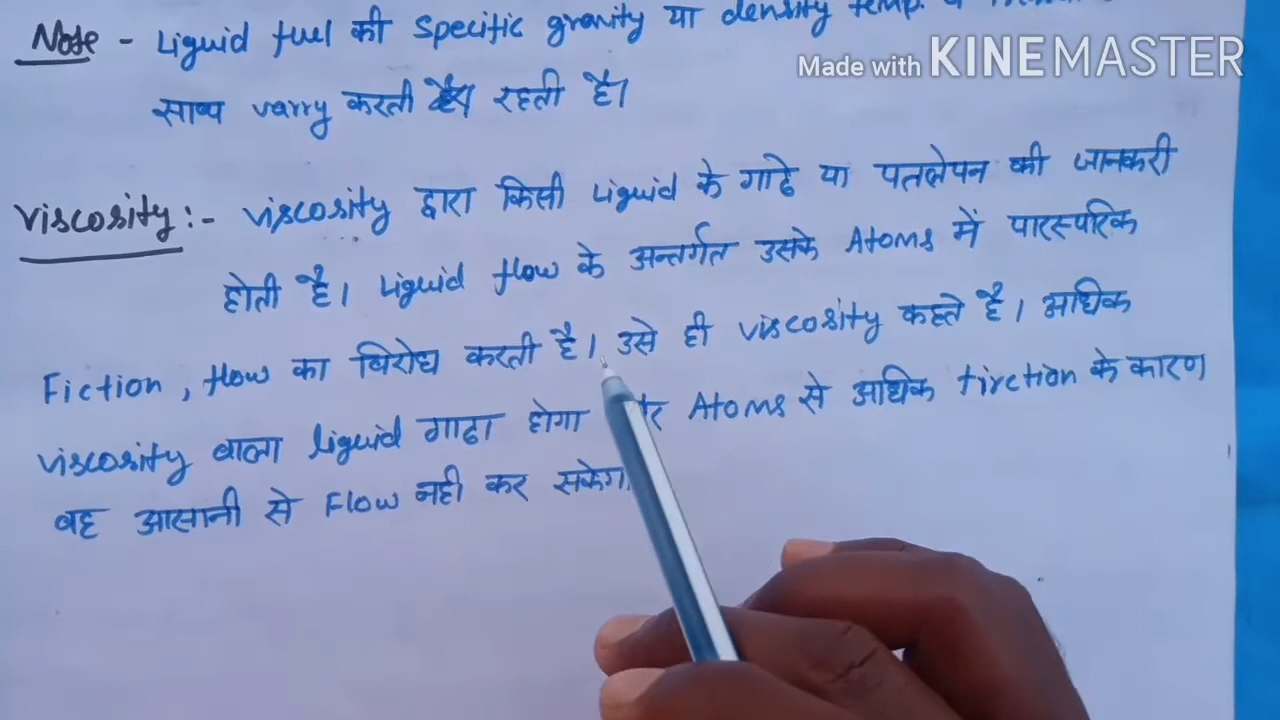 Note - Liquid fuel की specific gravity या density temp.
Made with KINEMASTER
साथ varry करती रहती है।
Viscosity :- Viscosity द्वारा किसी Liquid के गाढे या पतलेपन की जानकरी
होती है। Liquid flow के अन्तर्गत उसके Atoms में पारस्परिक
Fiction, flow का विरोध करती है। उसे ही viscosity कहते है। अधिक
viscosity वाला liquid गाढा होगा Atoms से अधिक firction के कारण
वह आसानी से Flow नही कर सकेगा